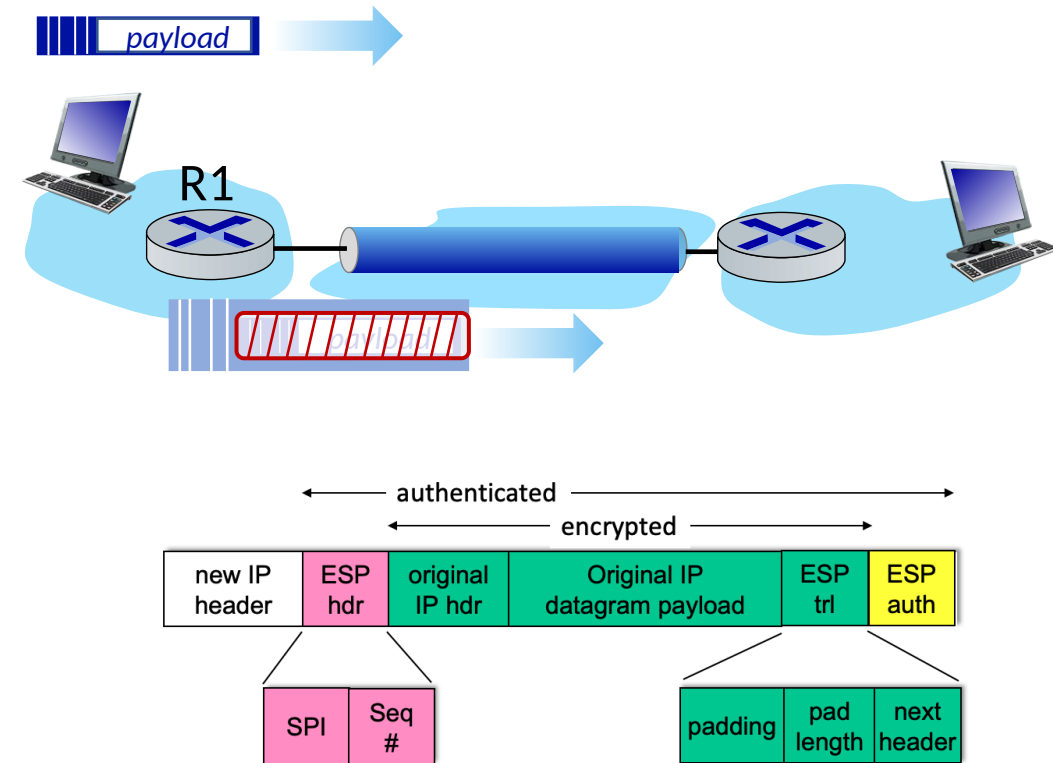 payload
R1
payload
authenticated
encrypted
new IP
header
ESP
hdr
original
IP hdr
Original IP
datagram payload
ESP
trl
ESP
auth
SPI
Seq
#
padding
pad
length
next
header